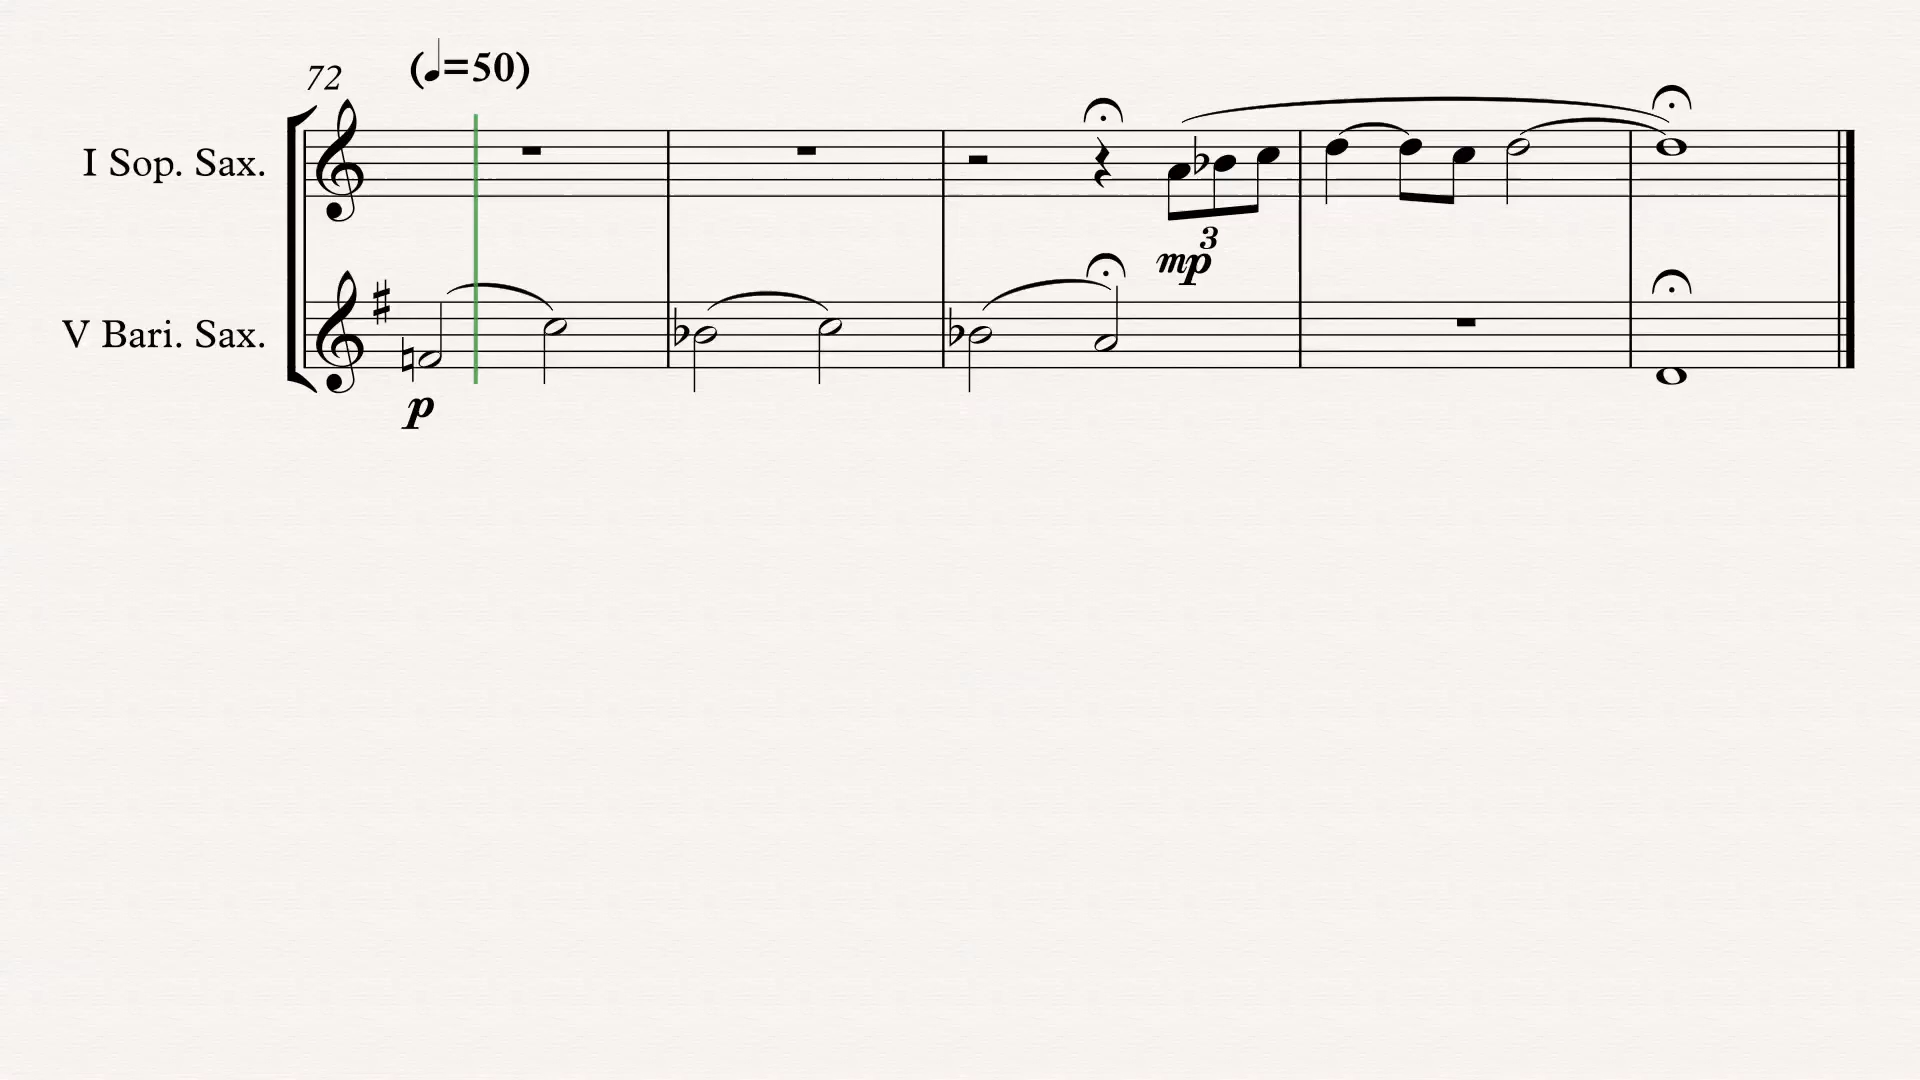 72 (♩=50)
I Sop. Sax.
3
mp
V Bari. Sax.
p